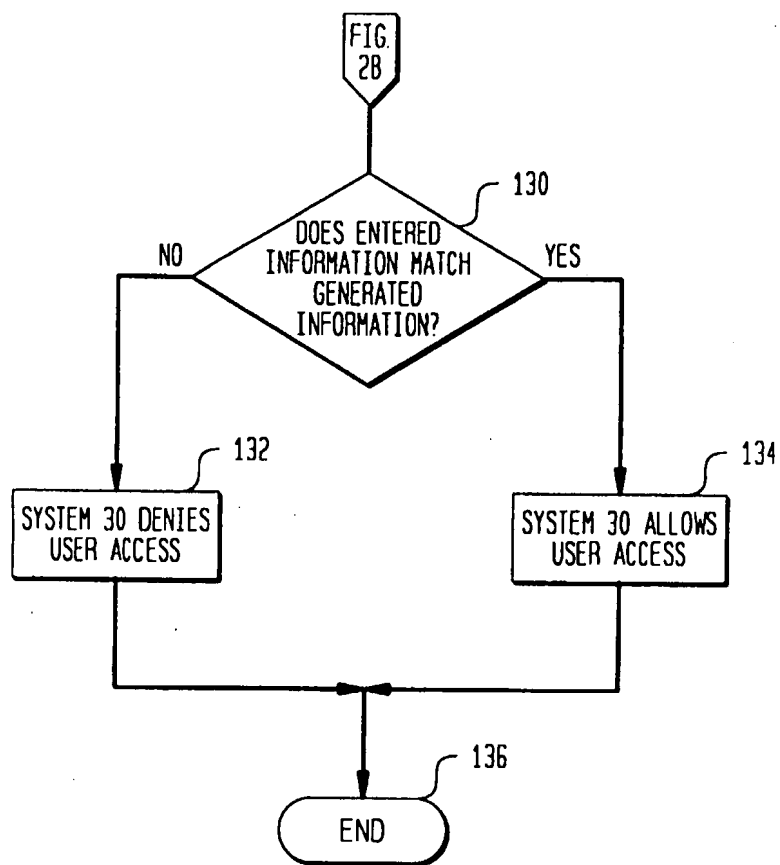 FIG.
2B
130
DOES ENTERED
INFORMATION MATCH
GENERATED
INFORMATION?
NO
YES
132
134
SYSTEM 30 DENIES
USER ACCESS
SYSTEM 30 ALLOWS
USER ACCESS
136
END